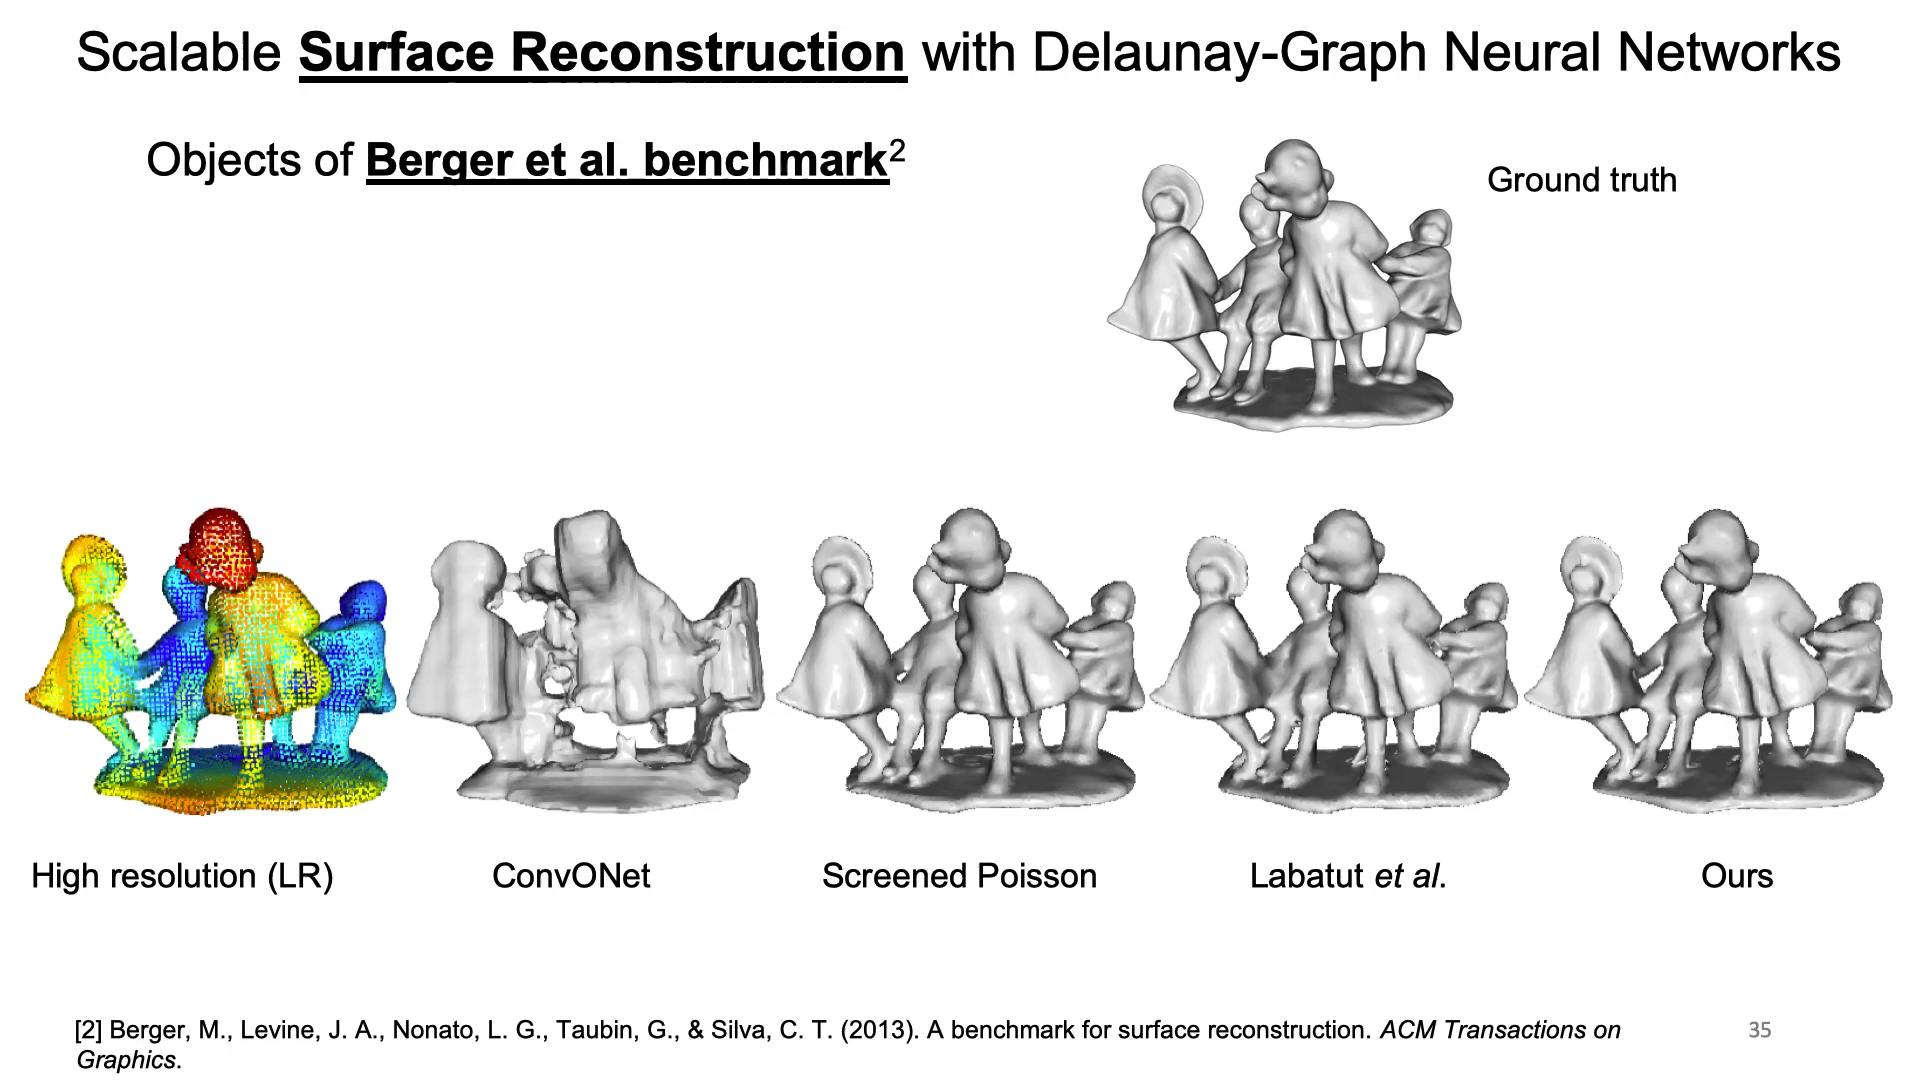 Scalable Surface Reconstruction with Delaunay-Graph Neural Networks
Objects of Berger et al. benchmark2
Ground truth
High resolution (LR)
ConvONet
Screened Poisson
Labatut et al.
Ours
[2] Berger, M., Levine, J. A., Nonato, L. G., Taubin, G., & Silva, C. T. (2013). A benchmark for surface reconstruction. ACM Transactions on
Graphics.
35